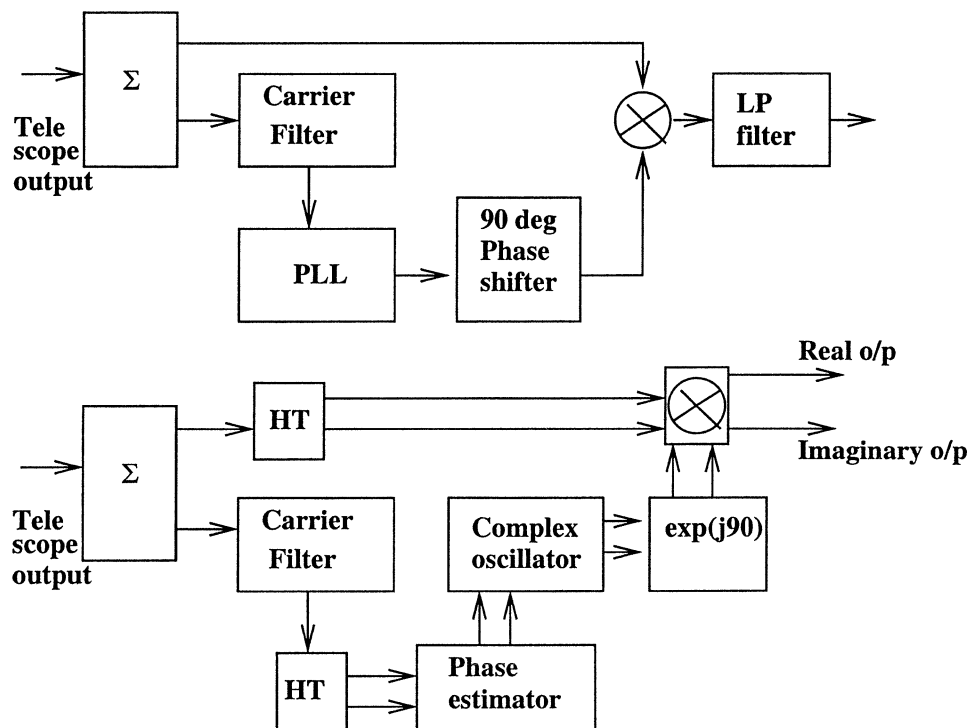 Σ
Tele
scope
output
Carrier
Filter
PLL
90 deg
Phase
shifter
LP
filter
Real o/p
Imaginary o/p
Σ
Tele
scope
output
HT
Carrier
Filter
HT
Phase
estimator
Complex
oscillator
exp(j90)